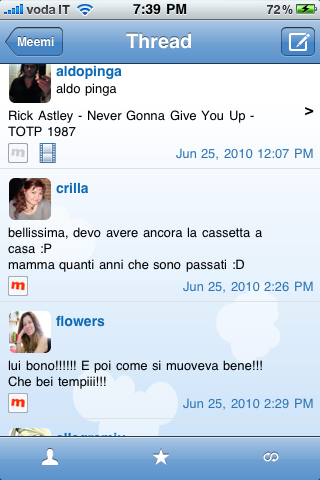 voda IT 7:39 PM 72%
Meemi Thread
aldopinga
aldo pinga
Rick Astley - Never Gonna Give You Up -
TOTP 1987
>
m Jun 25, 2010 12:07 PM
crilla
bellissima, devo avere ancora la cassetta a
casa :P
mamma quanti anni che sono passati :D
m Jun 25, 2010 2:26 PM
flowers
lui bono!!!!!! E poi come si muoveva bene!!!
Che bei tempiii!!!
m Jun 25, 2010 2:29 PM